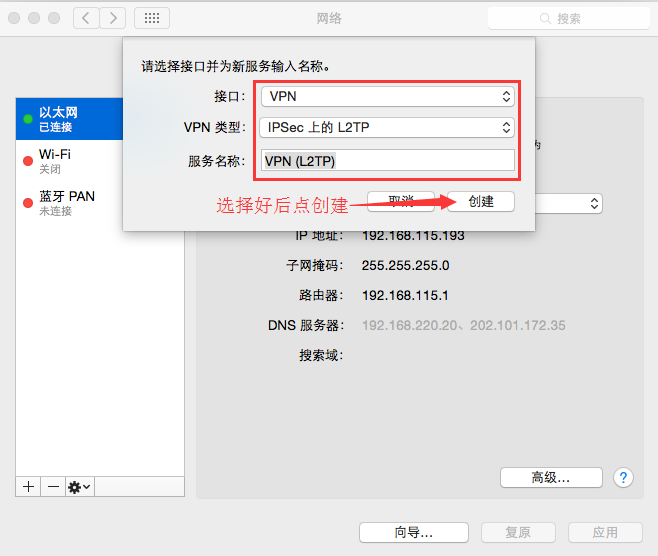 网络
搜索
请选择接口并为新服务输入名称。
接口： VPN
VPN 类型： IPSec 上的 L2TP
服务名称： VPN (L2TP)
选择好后点创建 取消 创建
以太网
已连接
Wi-Fi
关闭
蓝牙 PAN
未连接
为
IP 地址： 192.168.115.193
子网掩码： 255.255.255.0
路由器： 192.168.115.1
DNS 服务器： 192.168.220.20、202.101.172.35
搜索域：
高级... ?
向导... 复原 应用